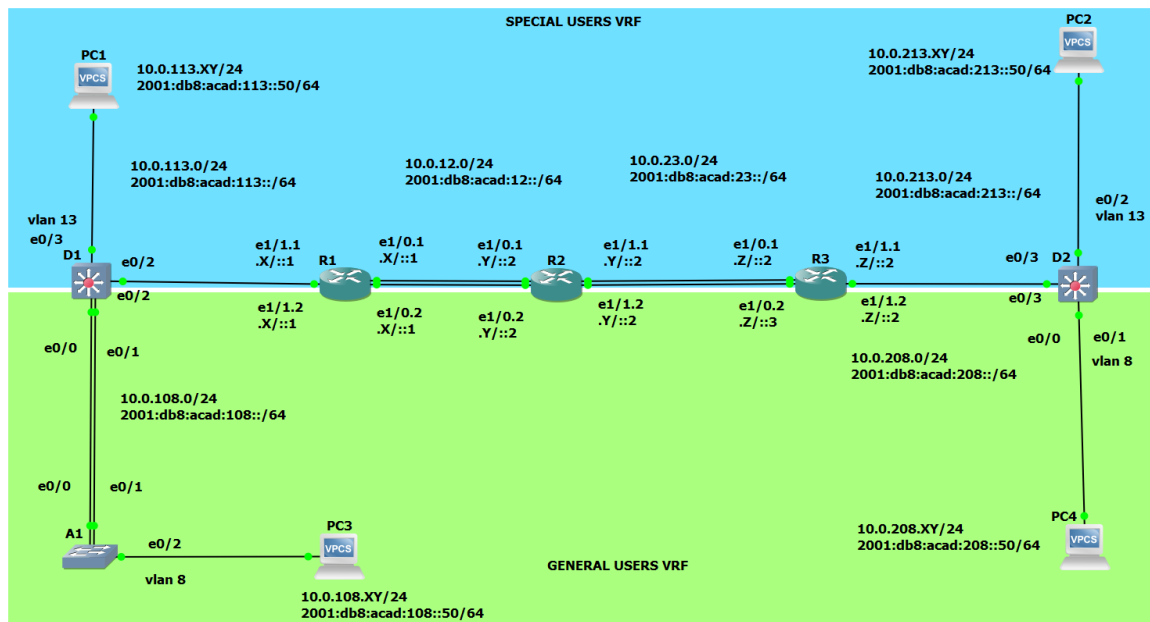 SPECIAL USERS VRF
PC1
VPCS
10.0.113.XY/24
2001:db8:acad:113::50/64
PC2
VPCS
10.0.213.XY/24
2001:db8:acad:213::50/64
10.0.113.0/24
2001:db8:acad:113::/64
10.0.12.0/24
2001:db8:acad:12::/64
10.0.23.0/24
2001:db8:acad:23::/64
10.0.213.0/24
2001:db8:acad:213::/64
vlan 13
e0/3
D1
e0/2
e0/2
e1/1.1
.X/::1
R1
e1/0.1
.X/::1
e1/0.1
.Y/::2
R2
e1/1.1
.Y/::2
e1/0.1
.Z/::2
R3
e1/1.1
.Z/::2
e0/2
vlan 13
e0/3
D2
e0/3
e1/1.2
.X/::1
e1/0.2
.X/::1
e1/0.2
.Y/::2
e1/1.2
.Y/::2
e1/0.2
.Z/::3
e1/1.2
.Z/::2
e0/0
e0/1
e0/0
e0/1
vlan 8
10.0.208.0/24
2001:db8:acad:208::/64
10.0.108.0/24
2001:db8:acad:108::/64
e0/0
e0/1
A1
e0/2
vlan 8
PC3
VPCS
10.0.108.XY/24
2001:db8:acad:108::50/64
PC4
VPCS
10.0.208.XY/24
2001:db8:acad:208::50/64
GENERAL USERS VRF